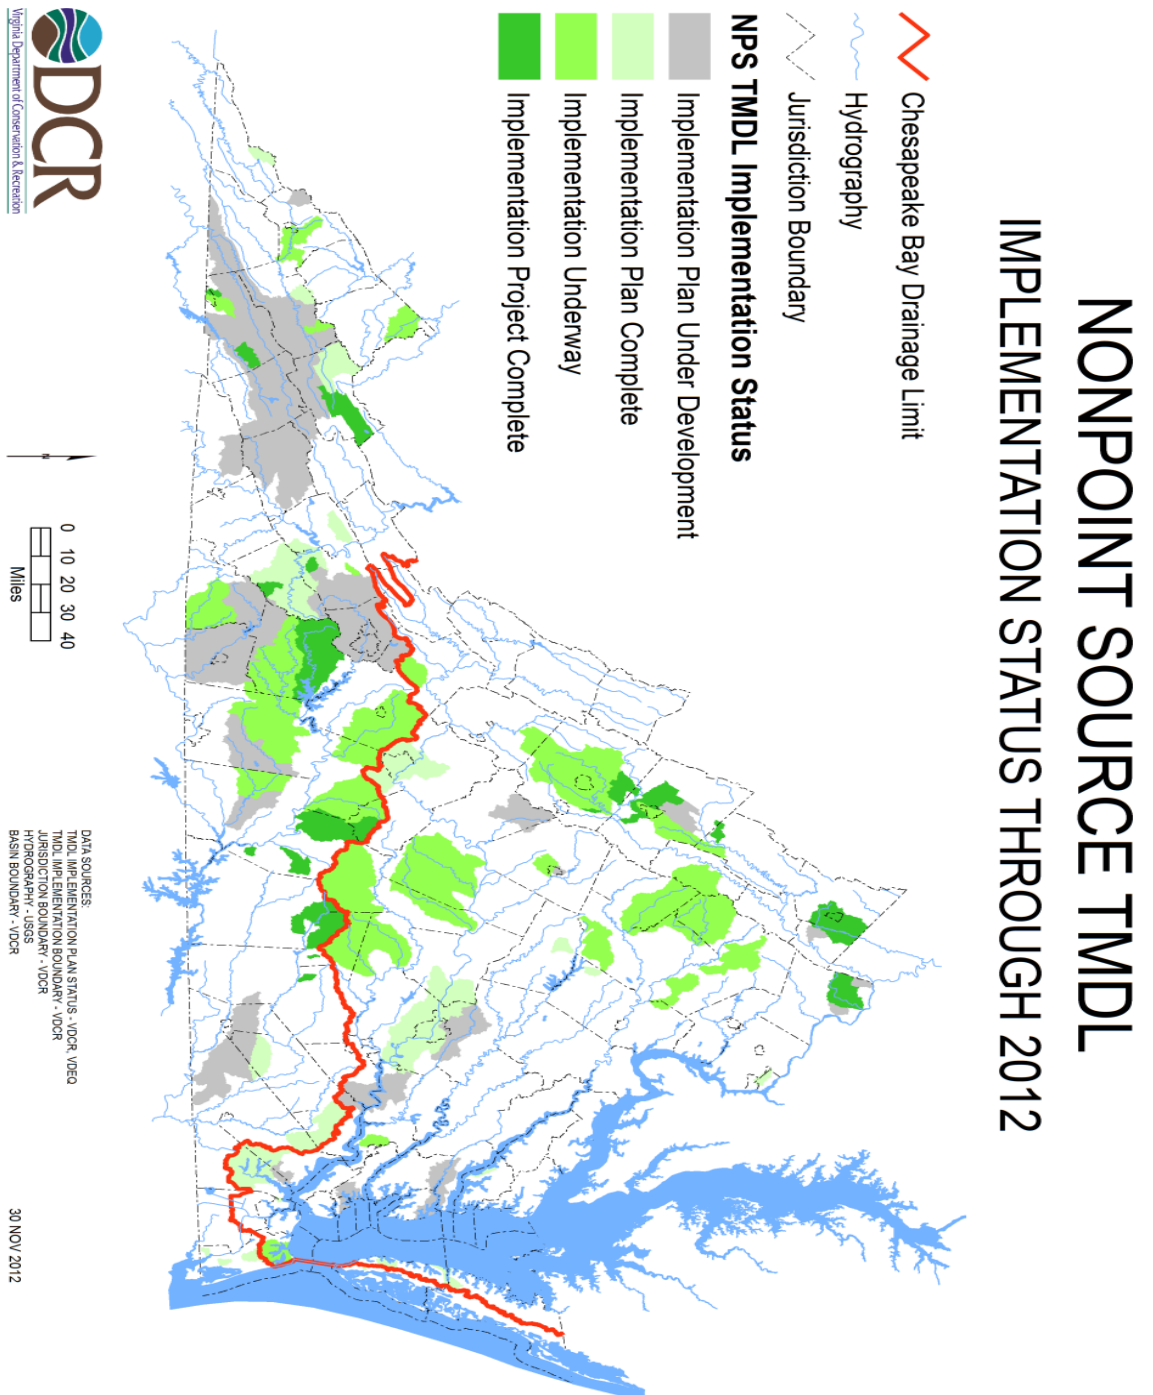 NONPOINT SOURCE TMDL
IMPLEMENTATION STATUS THROUGH 2012
Chesapeake Bay Drainage Limit
Hydrography
Jurisdiction Boundary
NPS TMDL Implementation Status
Implementation Plan Under Development
Implementation Plan Complete
Implementation Underway
Implementation Project Complete
DCR
Virginia Department of Conservation & Recreation
N
0 10 20 30 40
Miles
DATA SOURCES:
TMDL IMPLEMENTATION PLAN STATUS - VDCR, VDEQ
TMDL IMPLEMENTATION BOUNDARY - VDCR
JURISDICTION BOUNDARY - VDCR
HYDROGRAPHY - USGS
BASIN BOUNDARY - VDCR
30 NOV 2012